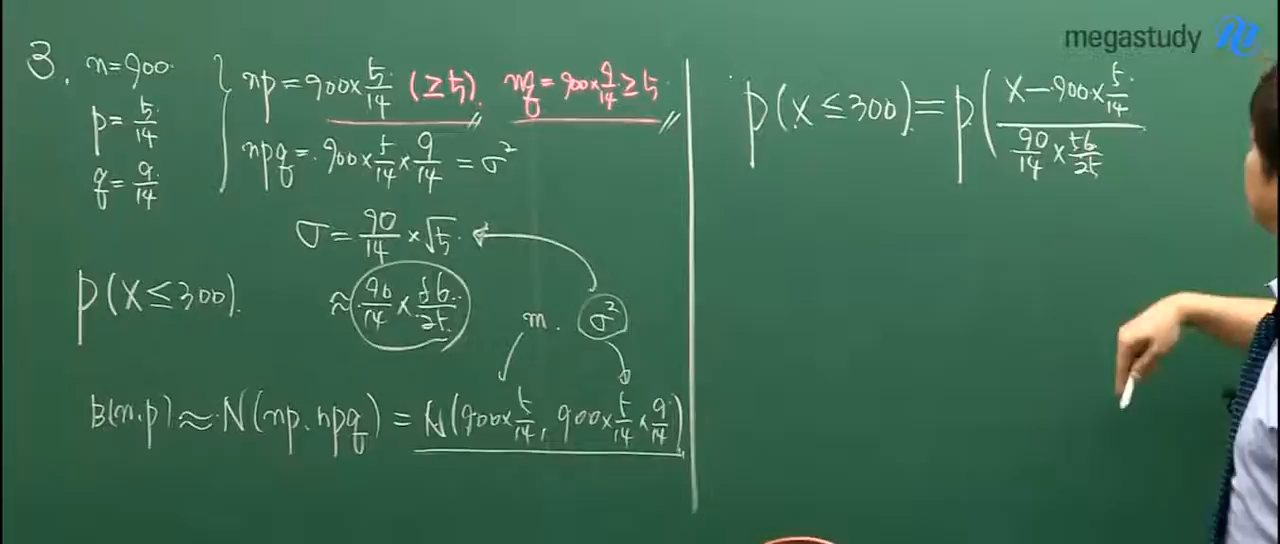 megastudy
3.
n=900
p=5/14
q=9/14
np=900×5/14 (≥5) nq=900×9/14≥5
npq=900×5/14×9/14=σ²
σ=90/14×√5
P(X≤300).
≈90/14×56/25
m. σ²
B(n.p)≈N(np.npq)=N(900×5/14, 900×5/14×9/14)
P(X≤300)=P((X-900×5/14)/(90/14×56/25)